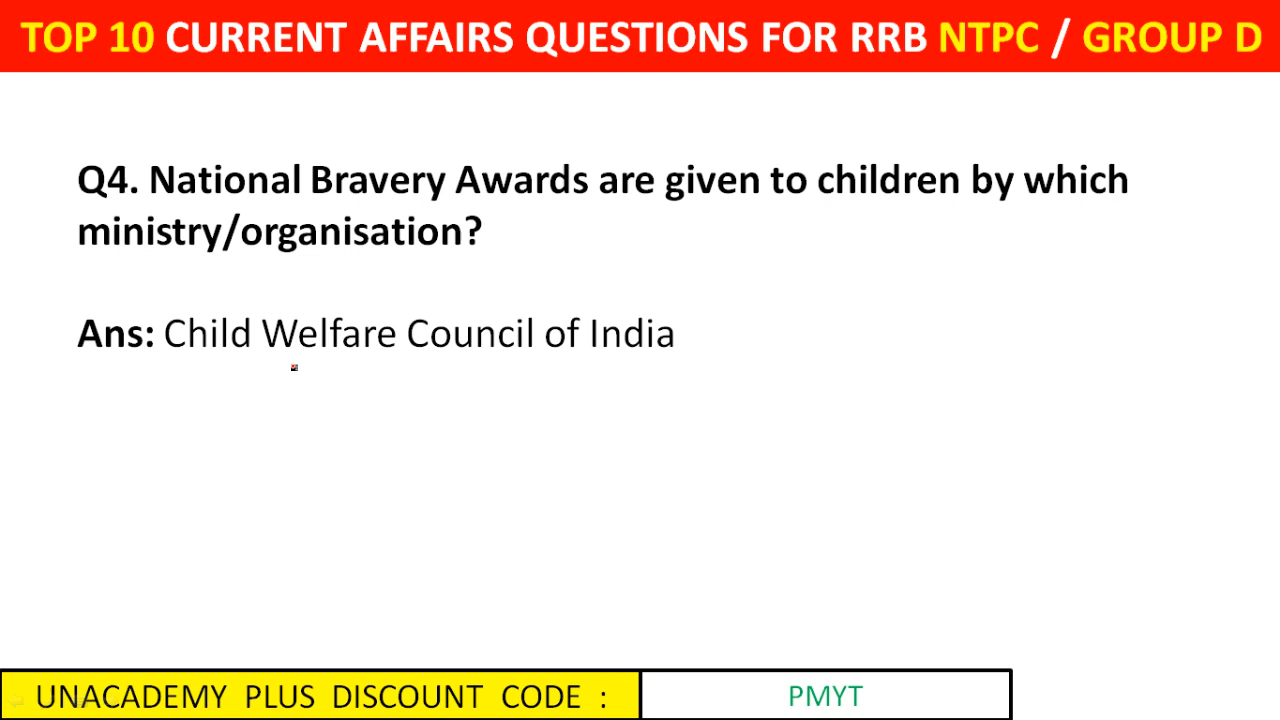 TOP 10 CURRENT AFFAIRS QUESTIONS FOR RRB NTPC / GROUP D
Q4. National Bravery Awards are given to children by which
ministry/organisation?
Ans: Child Welfare Council of India
UNACADEMY PLUS DISCOUNT CODE : PMYT